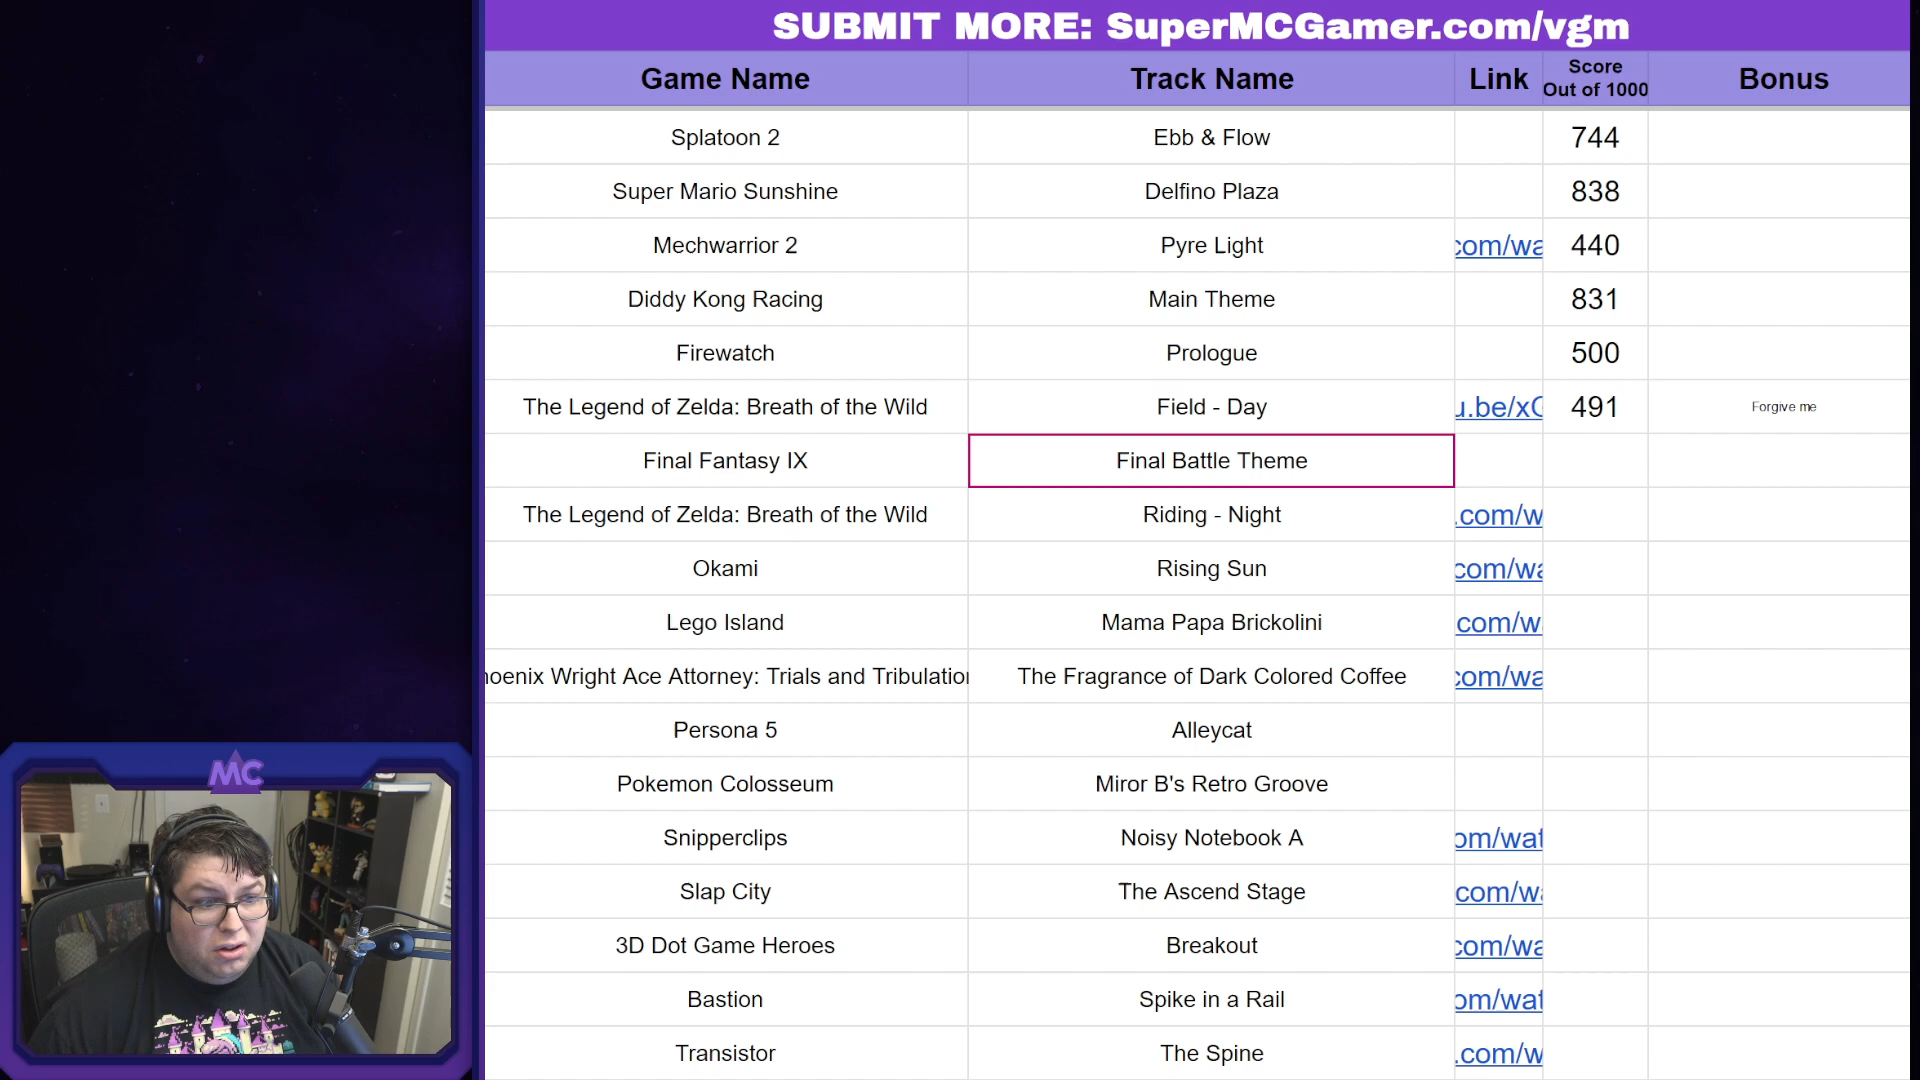 SUBMIT MORE: SuperMCGamer.com/vgm
Game Name Track Name Link Score Out of 1000 Bonus
Splatoon 2 Ebb & Flow 744
Super Mario Sunshine Delfino Plaza 838
Mechwarrior 2 Pyre Light com/wa 440
Diddy Kong Racing Main Theme 831
Firewatch Prologue 500
The Legend of Zelda: Breath of the Wild Field - Day u.be/x 491 Forgive me
Final Fantasy IX Final Battle Theme
The Legend of Zelda: Breath of the Wild Riding - Night .com/w
Okami Rising Sun com/wa
Lego Island Mama Papa Brickolini .com/w
hoenix Wright Ace Attorney: Trials and Tribulation The Fragrance of Dark Colored Coffee com/wa
Persona 5 Alleycat
Pokemon Colosseum Miror B's Retro Groove
Snipperclips Noisy Notebook A om/wat
Slap City The Ascend Stage .com/wa
3D Dot Game Heroes Breakout com/wa
Bastion Spike in a Rail om/wat
Transistor The Spine .com/w
MC